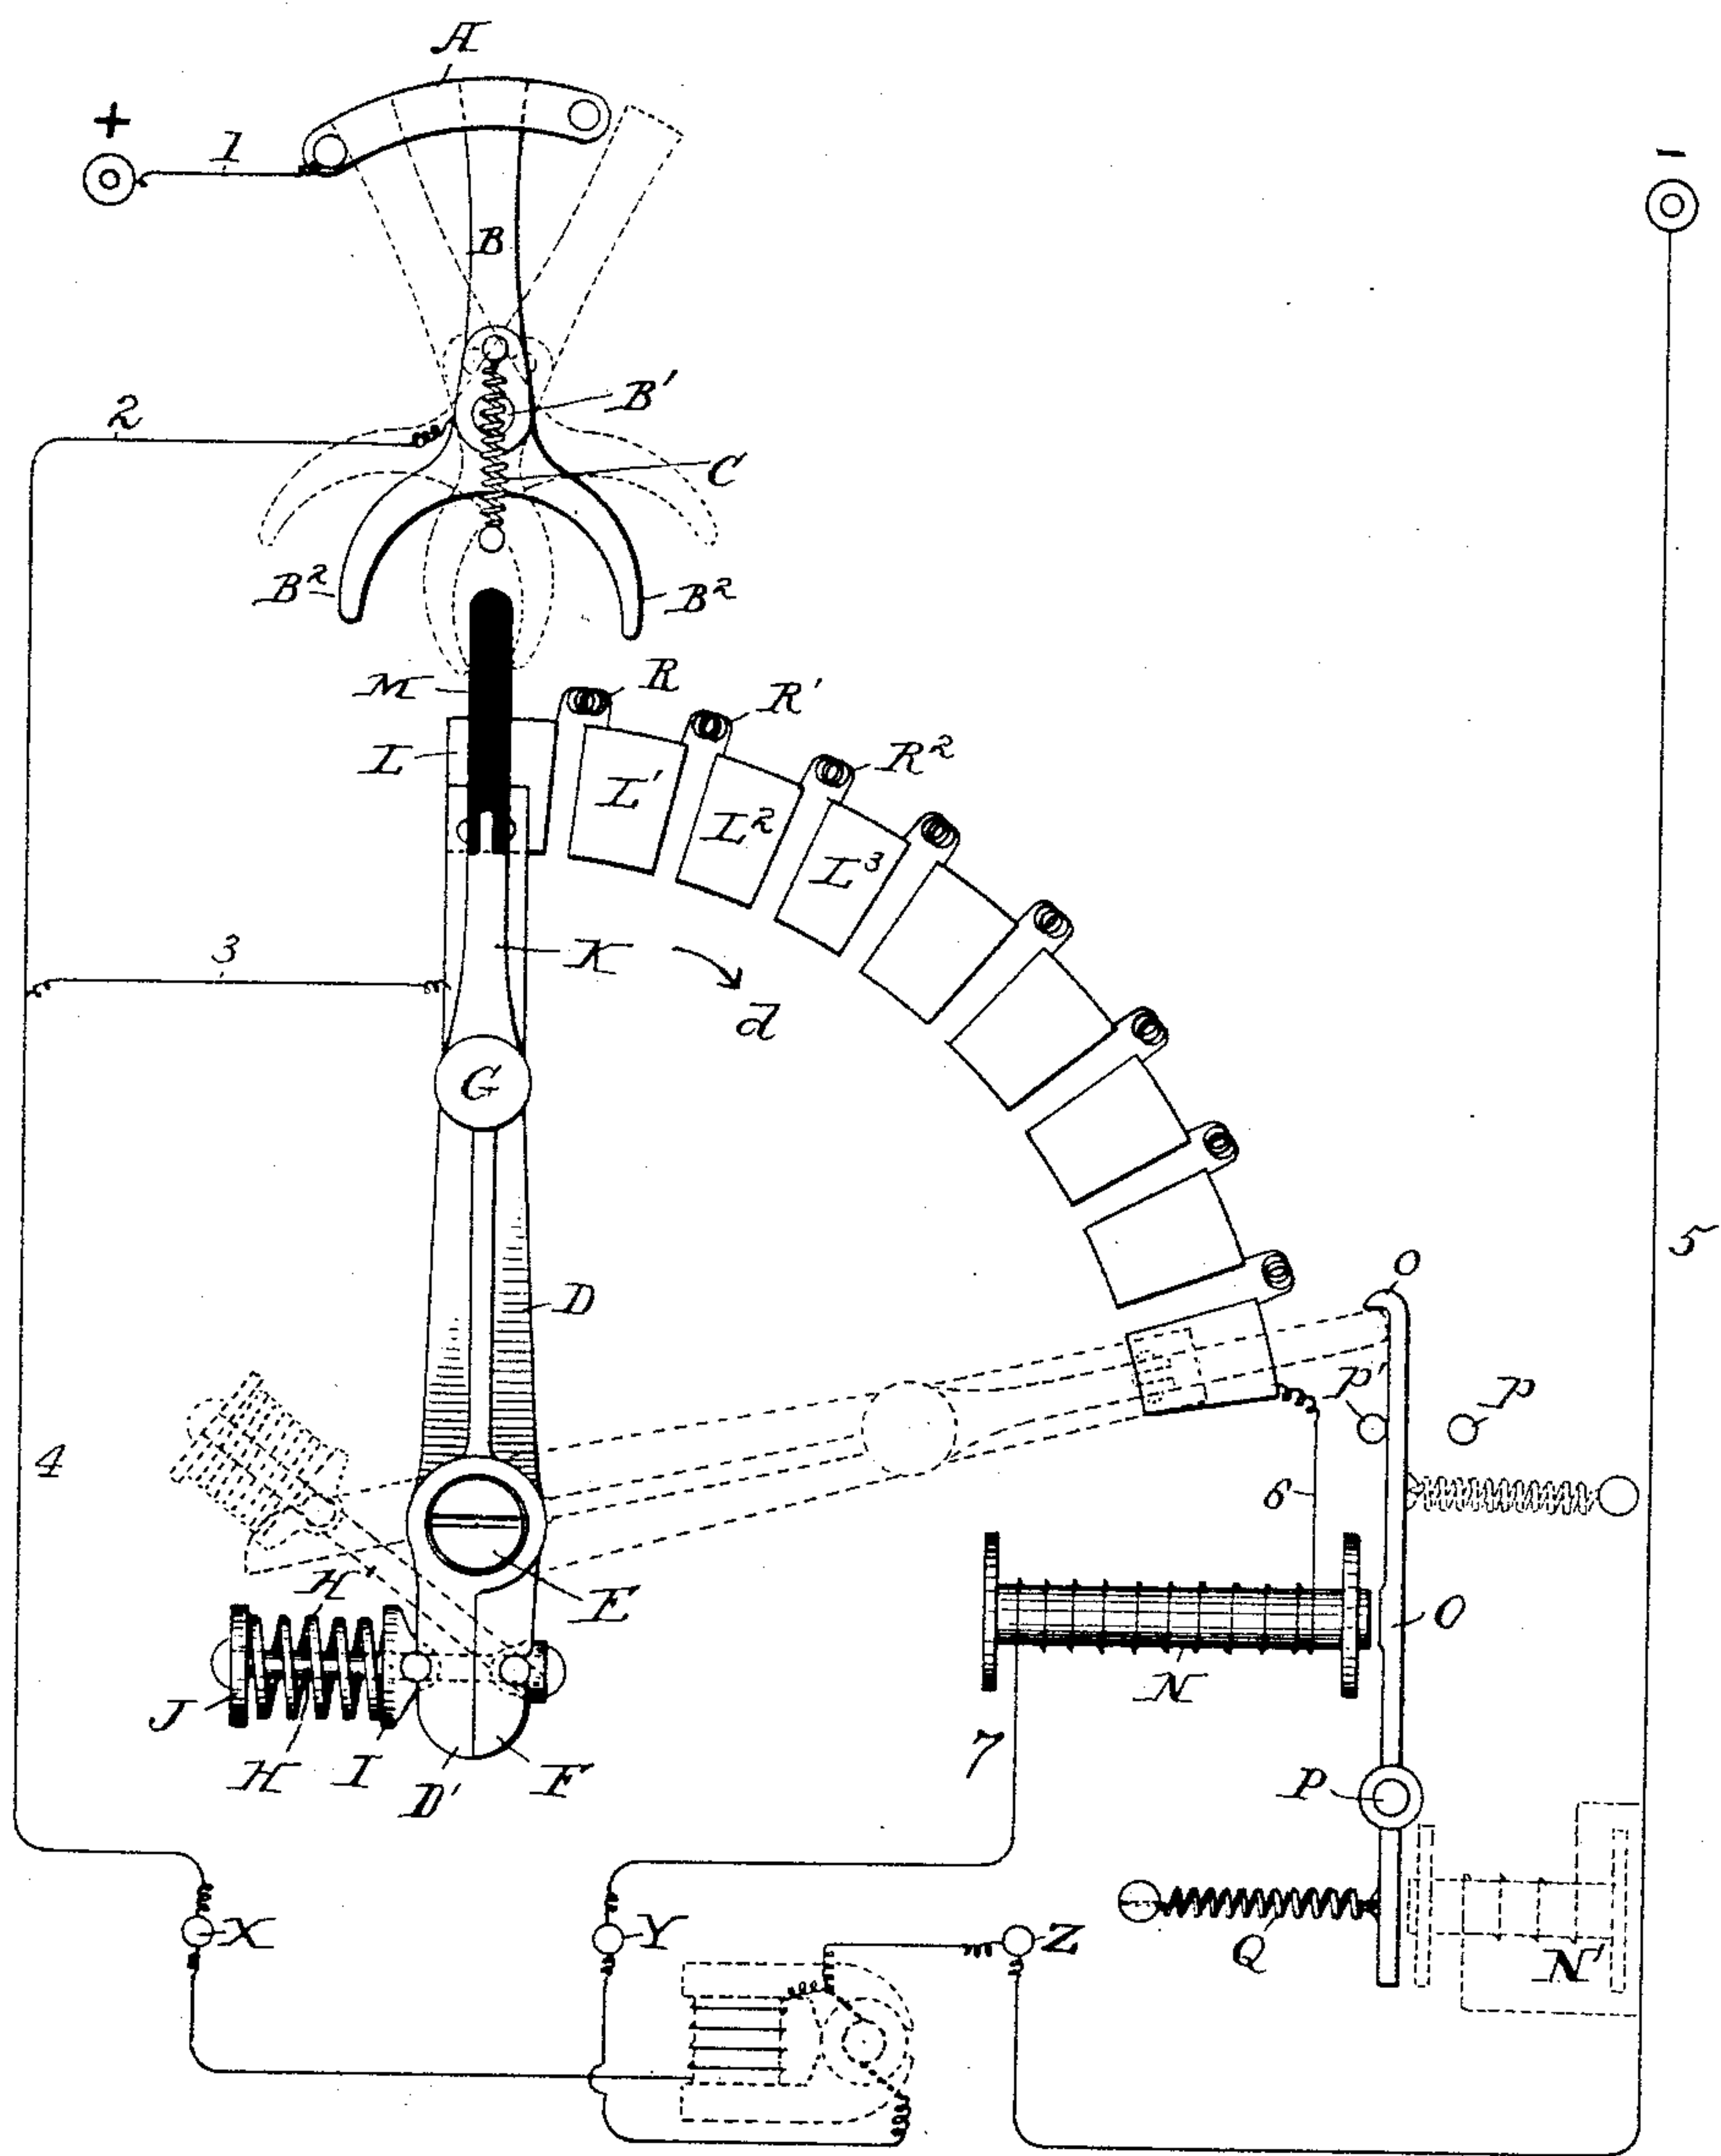 A
+
1
-
B
B'
2
C
B²
B²
M
R
R'
L
R²
L'
L²
L³
3
K
d
G
5
O
D
P'
P
4
6
H
E
O
N
J
H
I
D'
F
7
P
X
Y
Z
Q
N'